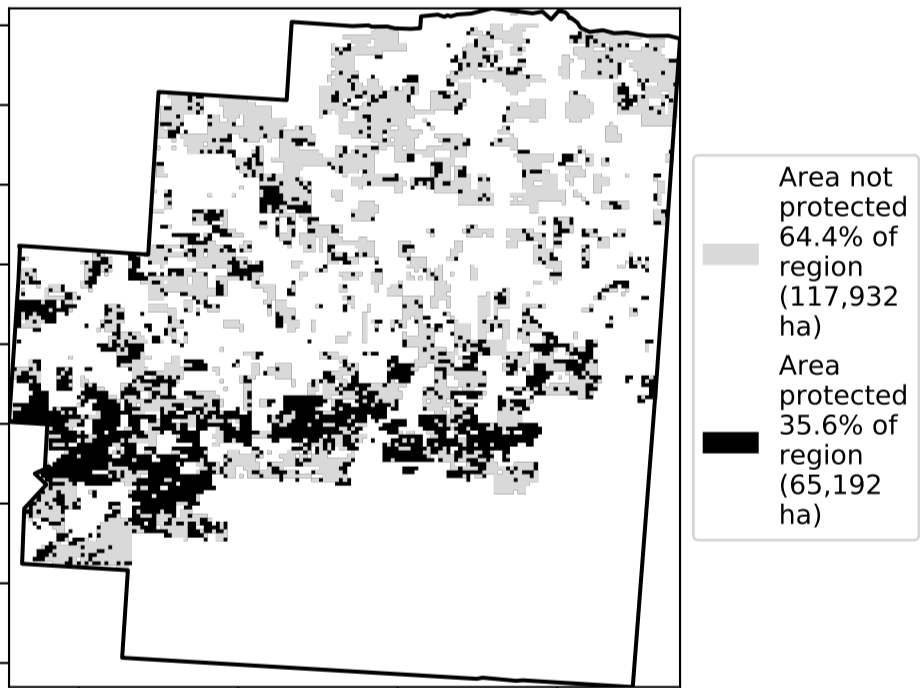 Area not
protected
64.4% of
region
(117,932
ha)
Area
protected
35.6% of
region
(65,192
ha)